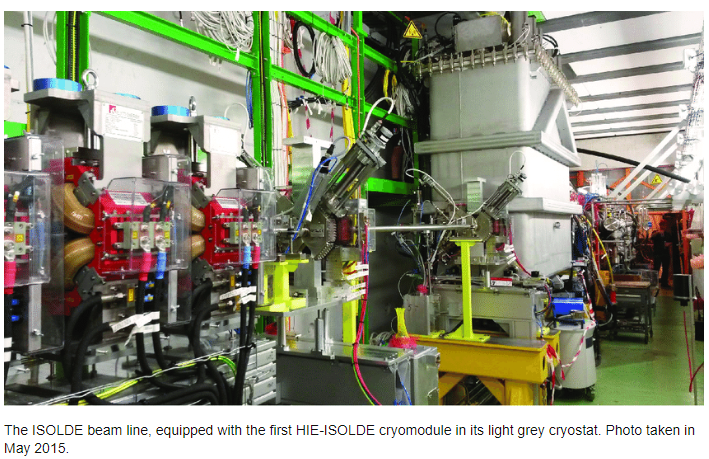 The ISOLDE beam line, equipped with the first HIE-ISOLDE cryomodule in its light grey cryostat. Photo taken in
May 2015.